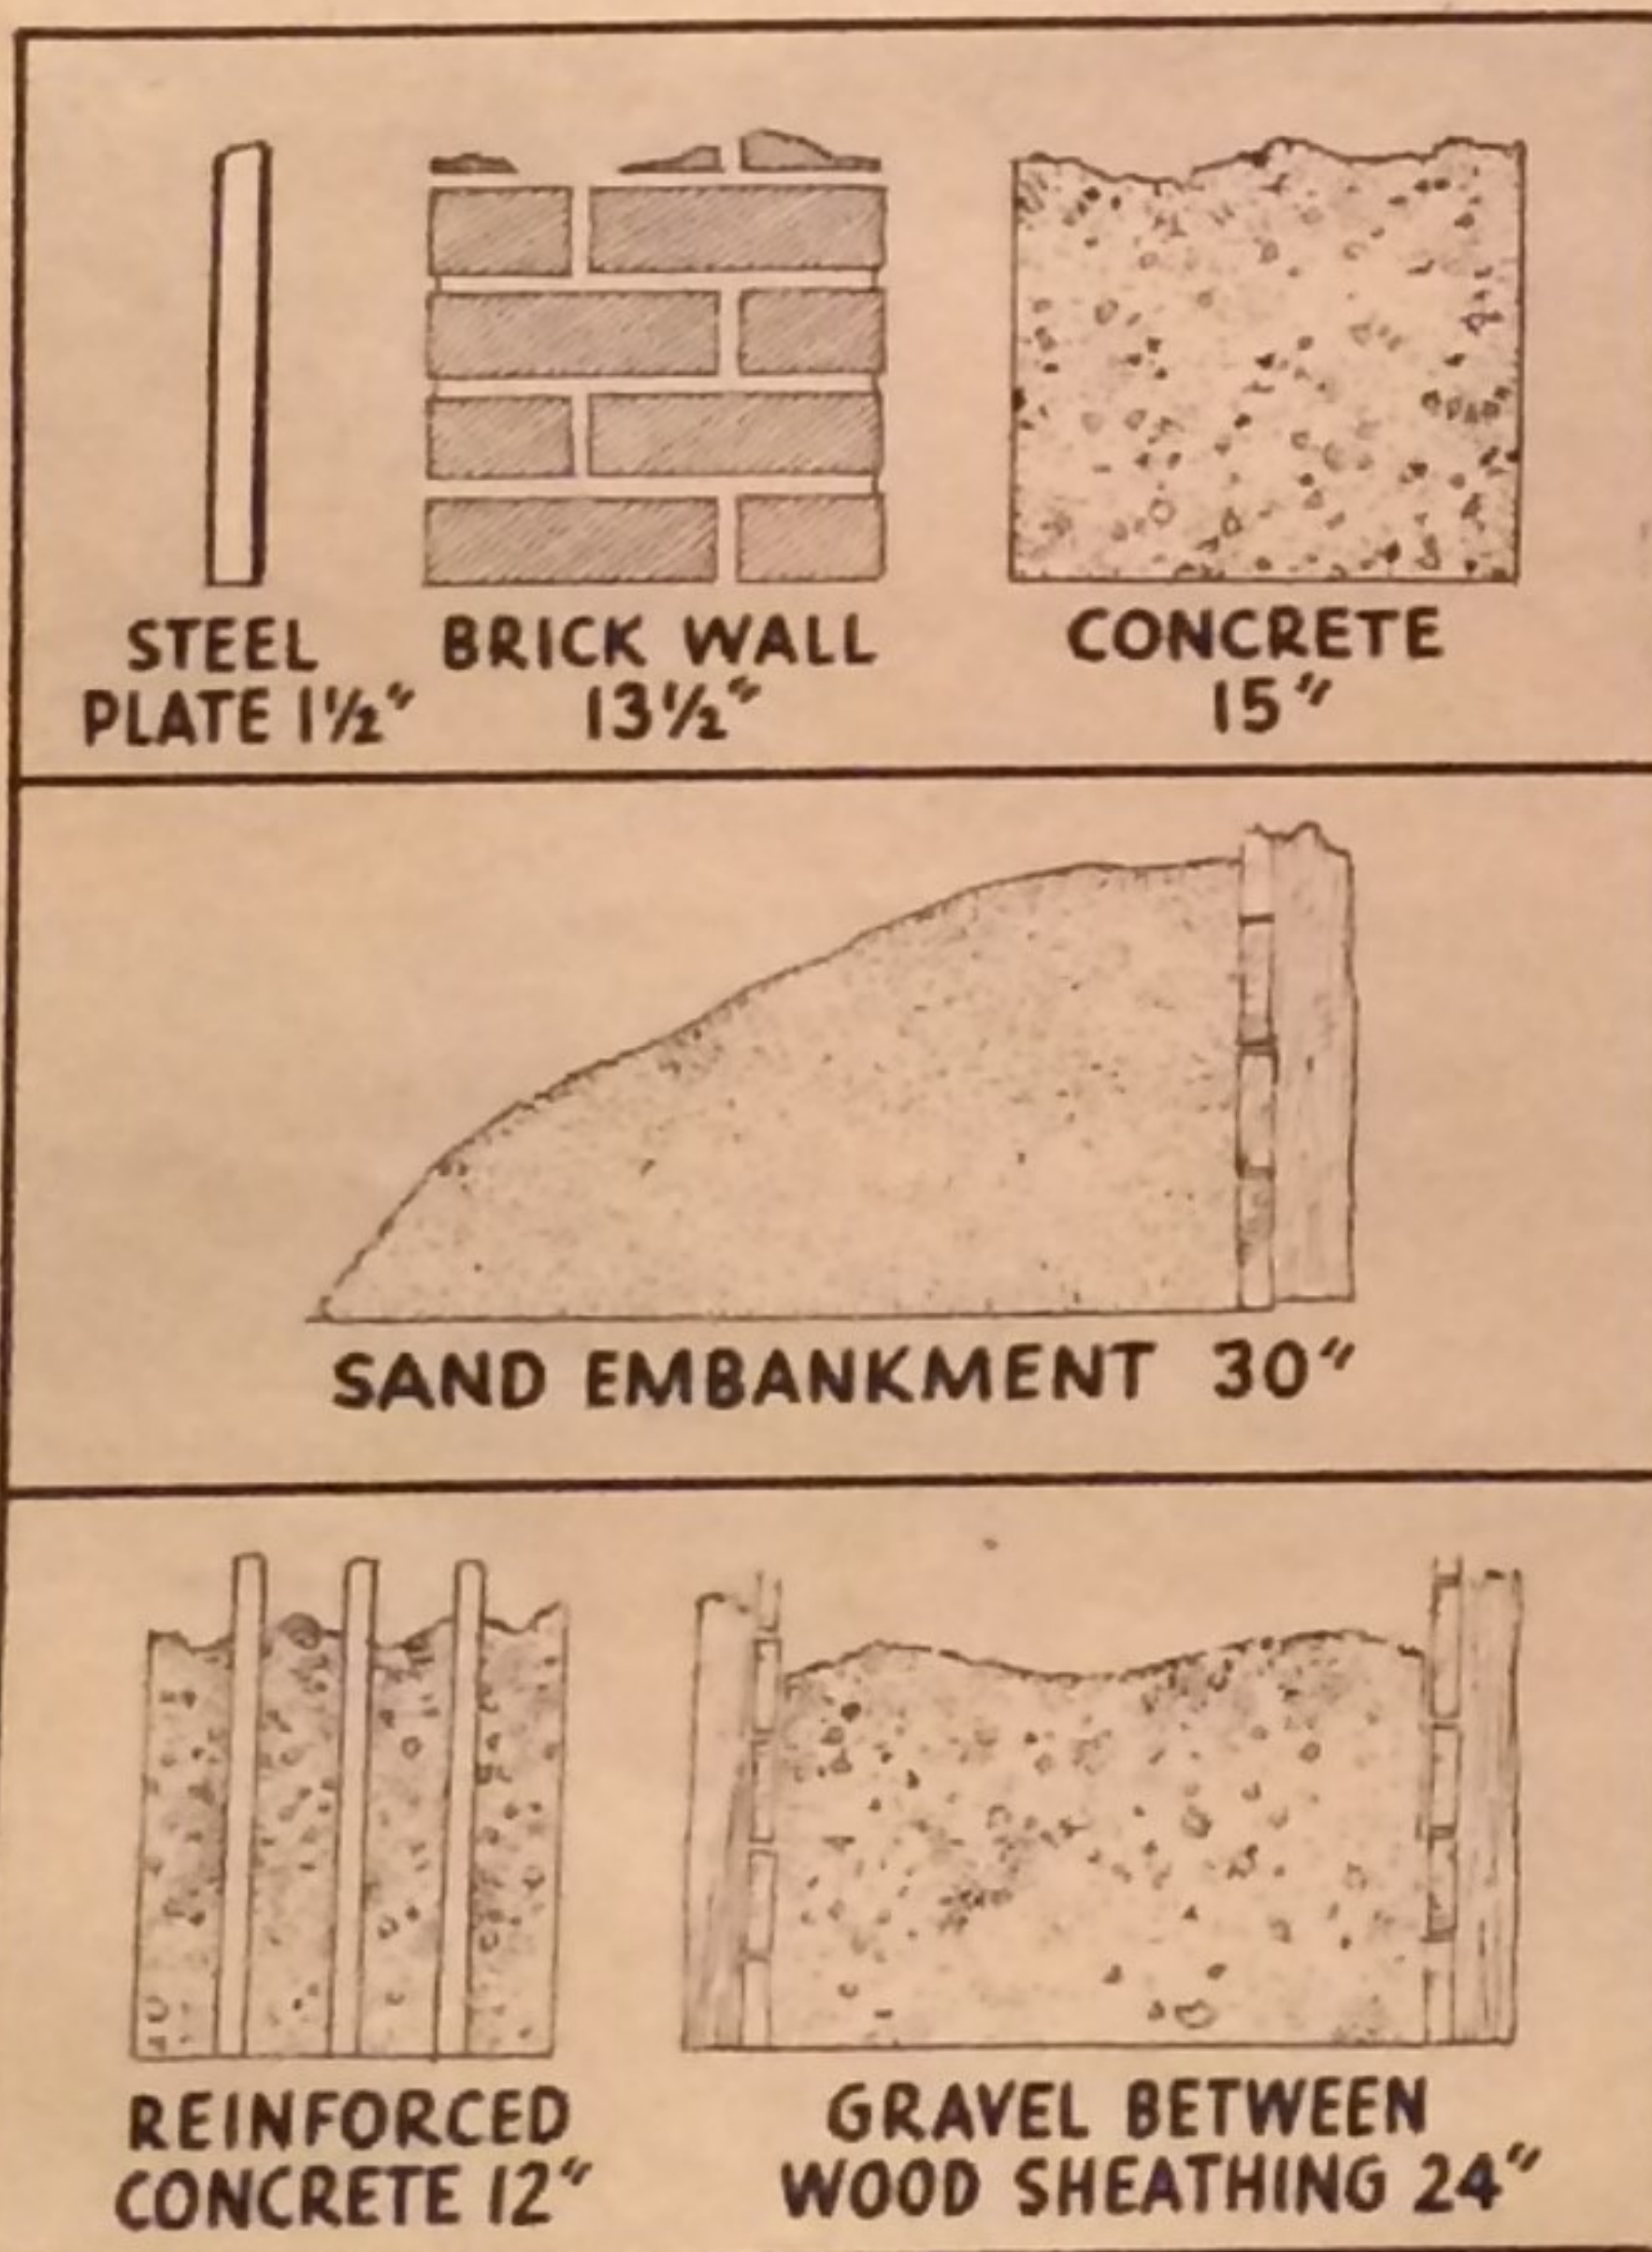 STEEL
PLATE 1½"
BRICK WALL
13½"
CONCRETE
15"
SAND EMBANKMENT 30"
REINFORCED
CONCRETE 12"
GRAVEL BETWEEN
WOOD SHEATHING 24"